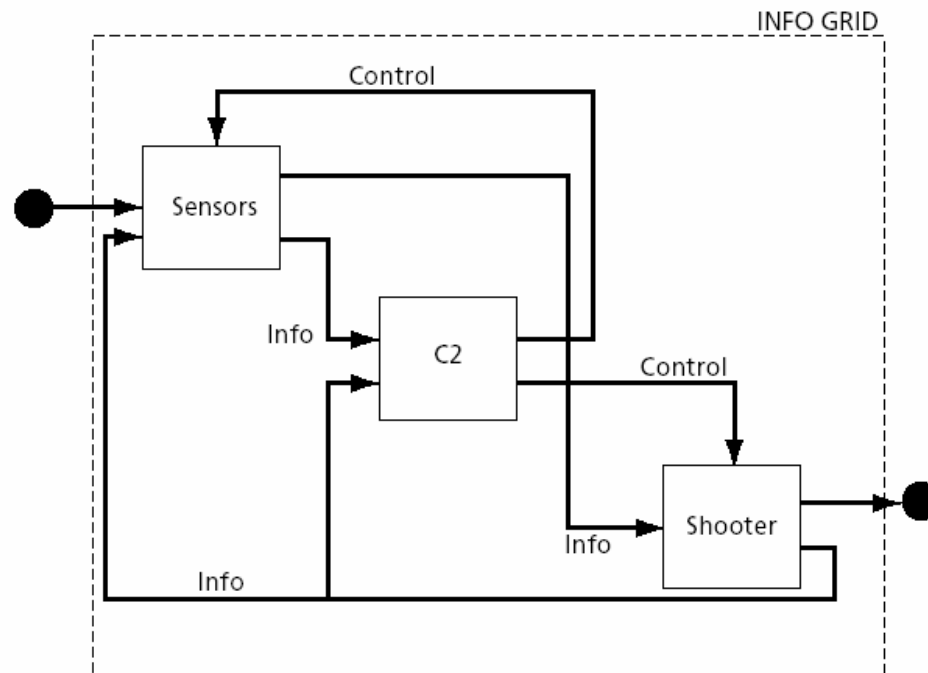 INFO GRID
Control
Sensors
Info
C2
Control
Shooter
Info
Info